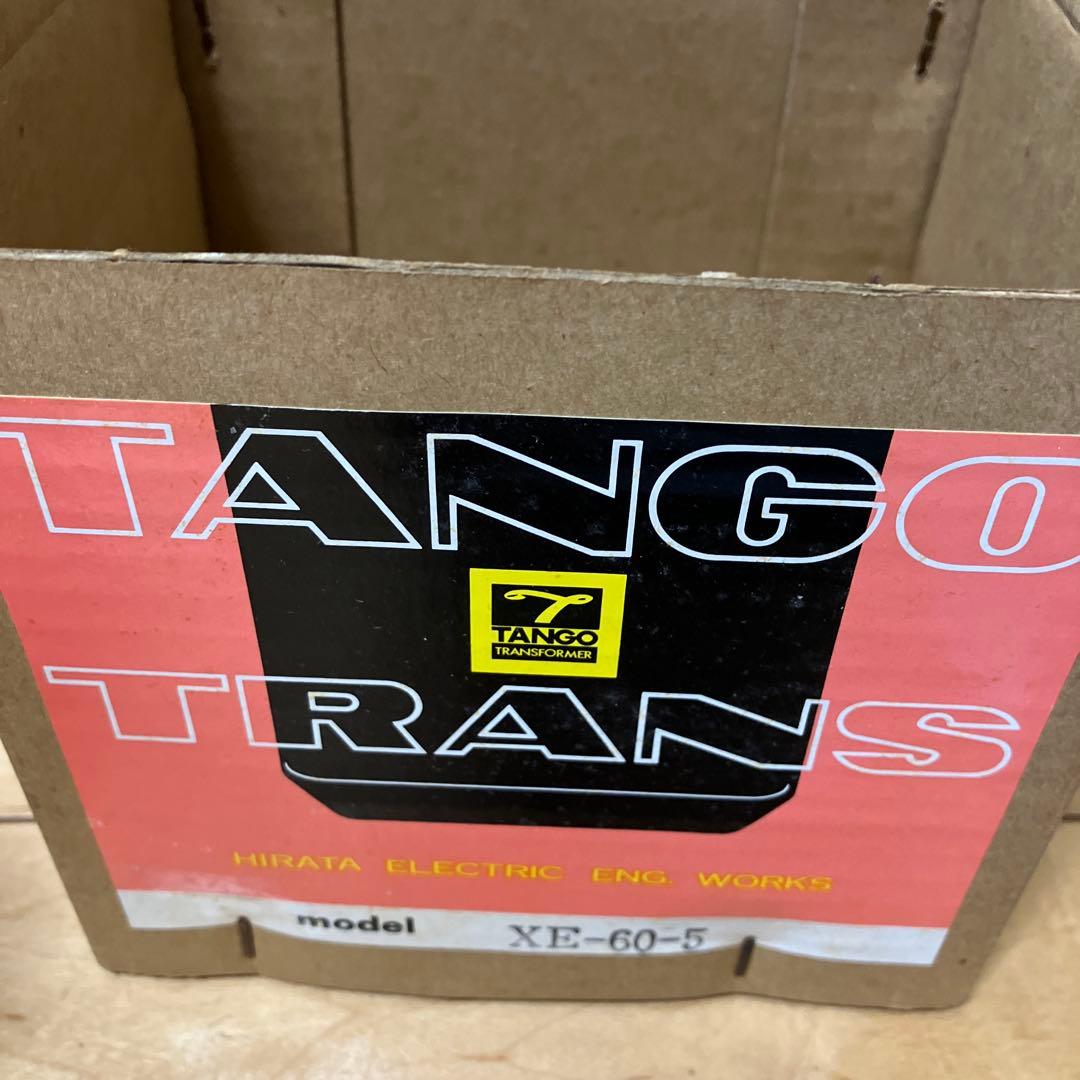 TANGO
TANGO
TRANSFORMER
TRANS
HIRATA ELECTRIC ENG. WORKS
model XE-60-5